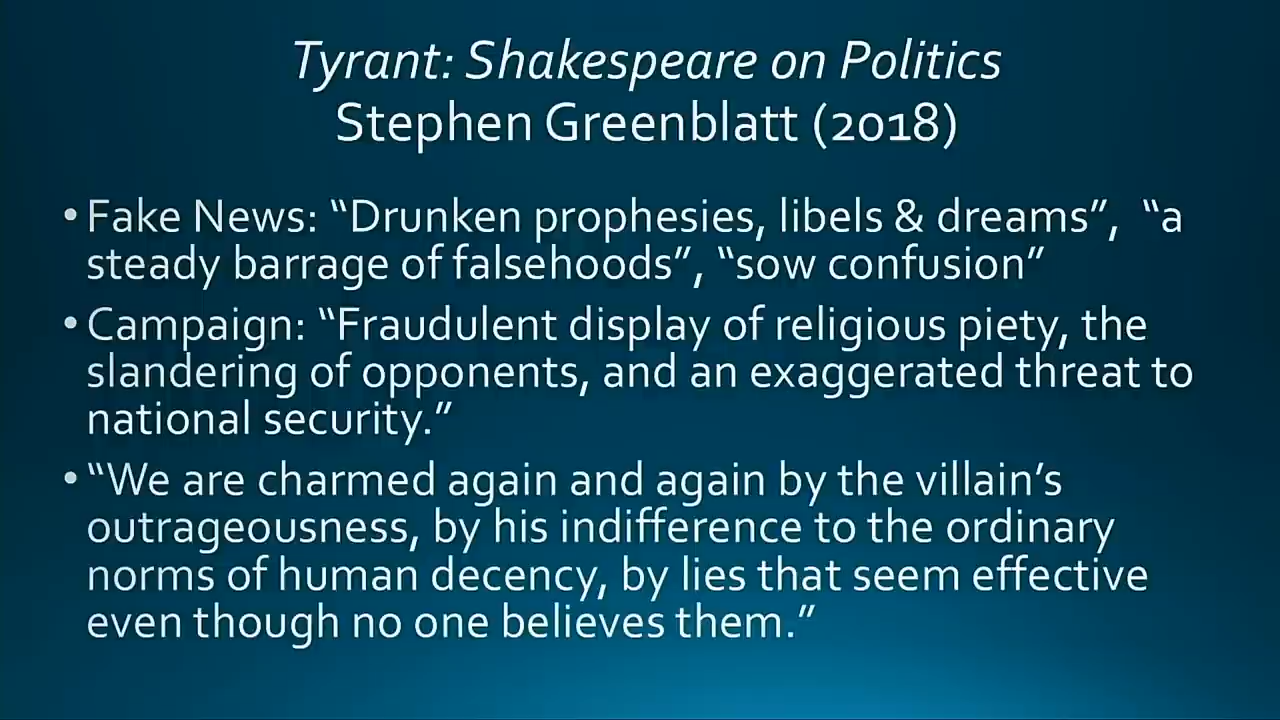 Tyrant: Shakespeare on Politics
Stephen Greenblatt (2018)
• Fake News: “Drunken prophesies, libels & dreams”, “a
steady barrage of falsehoods”, “sow confusion”
• Campaign: “Fraudulent display of religious piety, the
slandering of opponents, and an exaggerated threat to
national security.”
• “We are charmed again and again by the villain’s
outrageousness, by his indifference to the ordinary
norms of human decency, by lies that seem effective
even though no one believes them.”